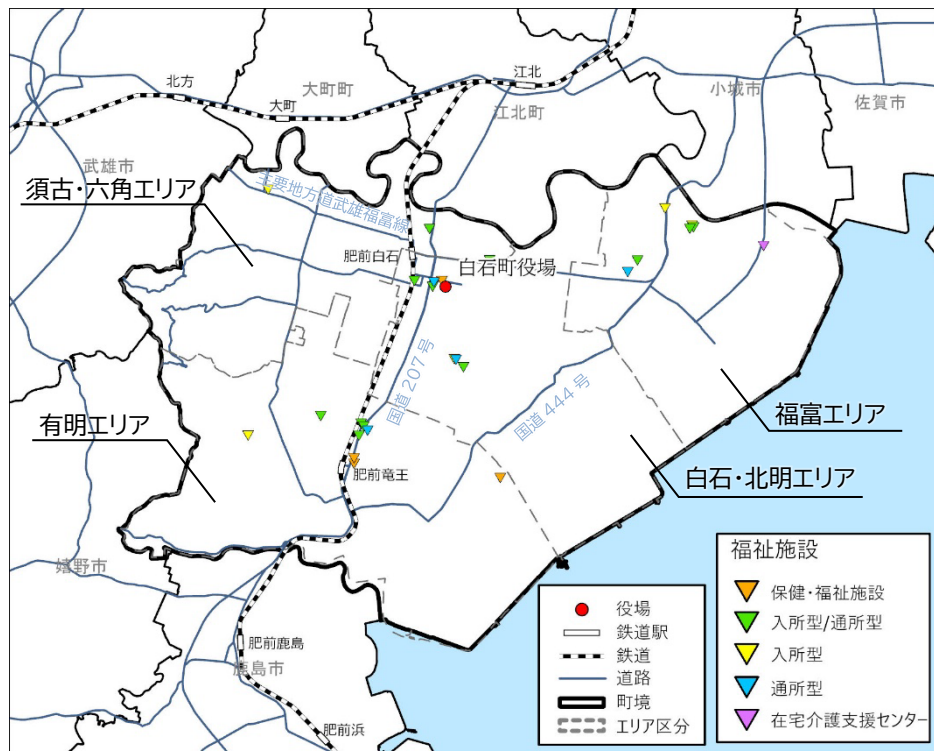 江北
大町町
北方
小城市
大町
江北町
佐賀市
武雄市
須古・六角エリア
主要地方道武雄福富線
肥前白石
白石町役場
国道 207 号
国道 444 号
有明エリア
福富エリア
肥前竜王
白石・北明エリア
嬉野市
肥前鹿島
鹿島市
肥前浜
役場
鉄道駅
鉄道
道路
町境
エリア区分
福祉施設
保健・福祉施設
入所型/通所型
入所型
通所型
在宅介護支援センター